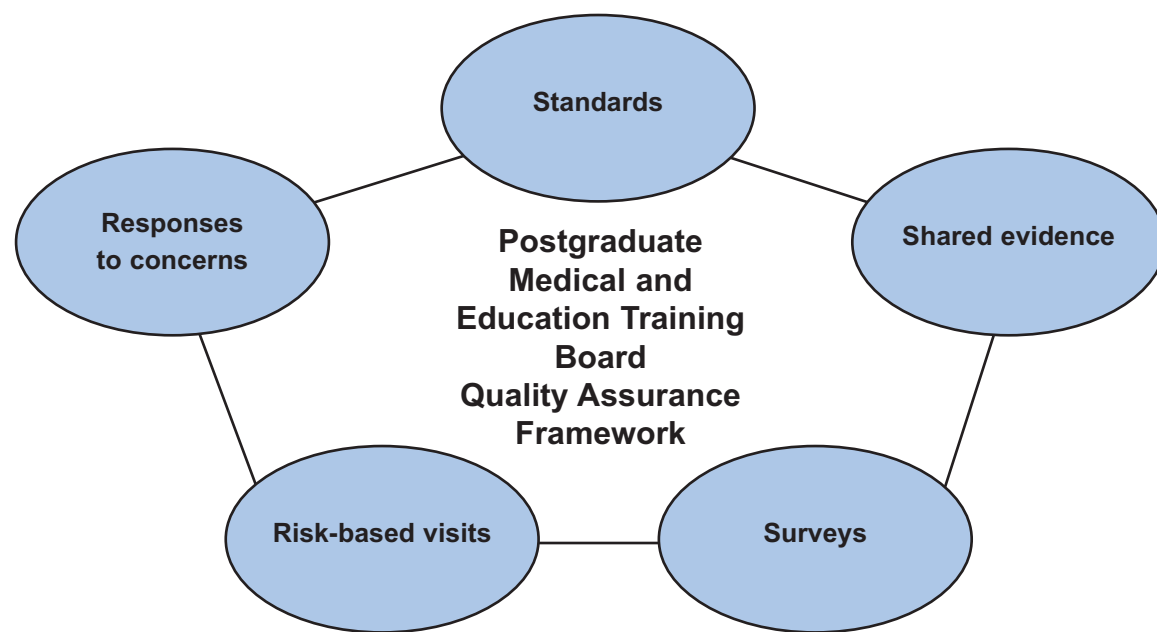 Standards
Responses
to concerns
Shared evidence
Postgraduate
Medical and
Education Training
Board
Quality Assurance
Framework
Risk-based visits
Surveys